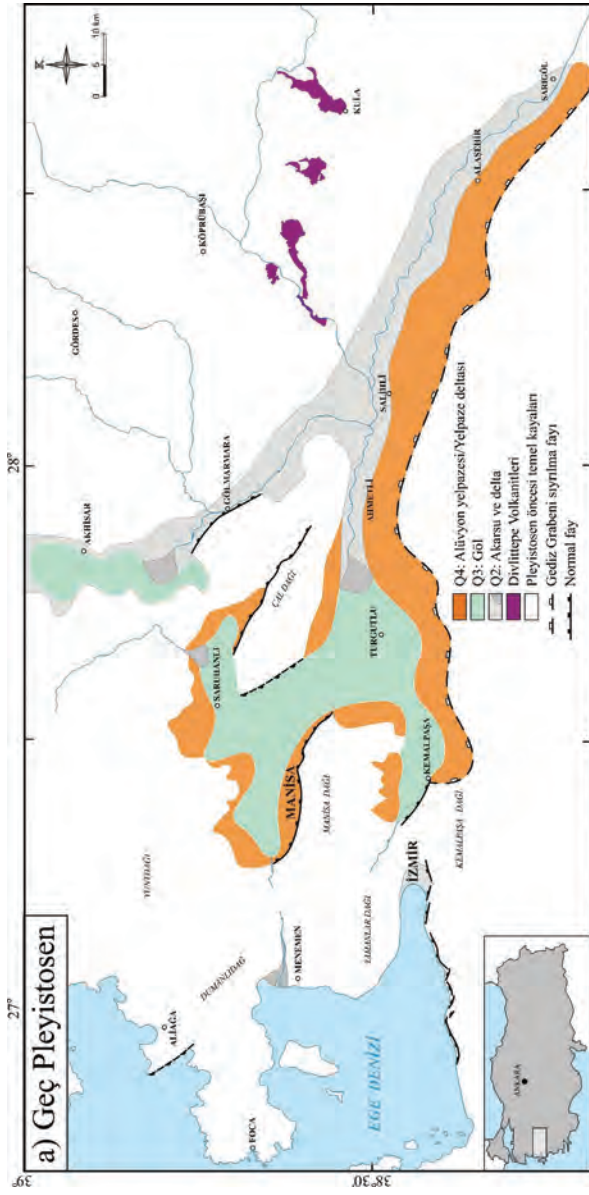 a) Geç Pleyistosen
27°
28°
39°
38°30'
N
0 5 10 km
ALİAĞA
FOCA
DUMANLIDAĞ
MENEMEN
EGE DENİZİ
YAMANLAR DAĞI
İZMİR
YUNTDAĞI
MANİSA
MANİSA DAĞI
KEMALPAŞA
KEMALPAŞA DAĞI
SARUHANLI
ÇAL DAĞI
TURGUTLU
AKHİSAR
GÖLMARMARA
AHMETLİ
SALİHLİ
GÖRDES
KÖPRÜBAŞI
KULA
ALAŞEHİR
SARIGÖL
Q4: Alüvyon yelpazesi/Yelpaze deltası
Q3: Göl
Q2: Akarsu ve delta
Divlittepe Volkanitleri
Pleyistosen öncesi temel kayaları
Gediz Grabeni sıyrılma fayı
Normal fay
ANKARA